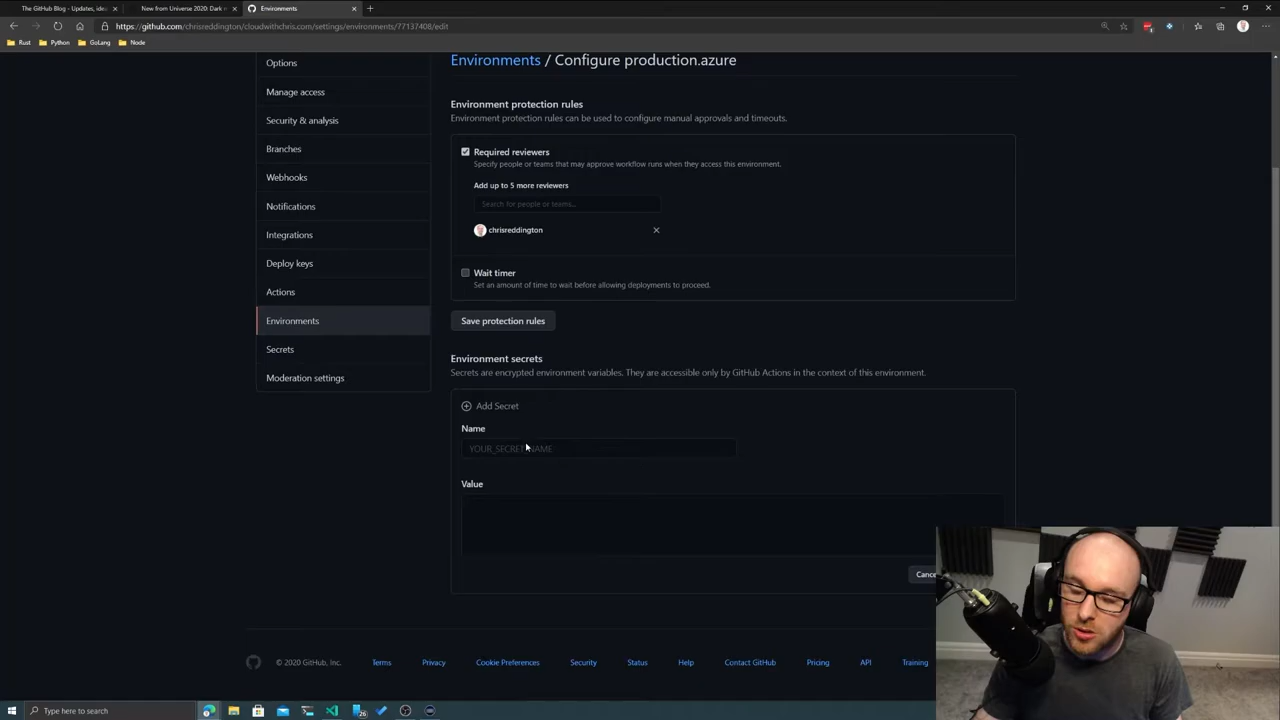 The GitHub Blog - Updates, idea
New from Universe 2020: Dark m
Environments
https://github.com/chrisreddington/cloudwithchris.com/settings/environments/77137408/edit
Rust
Python
GoLang
Node
Options
Manage access
Security & analysis
Branches
Webhooks
Notifications
Integrations
Deploy keys
Actions
Environments
Secrets
Moderation settings
Environments / Configure production.azure
Environment protection rules
Environment protection rules can be used to configure manual approvals and timeouts.
Required reviewers
Specify people or teams that may approve workflow runs when they access this environment.
Add up to 5 more reviewers
Search for people or teams...
chrisreddington
Wait timer
Set an amount of time to wait before allowing deployments to proceed.
Save protection rules
Environment secrets
Secrets are encrypted environment variables. They are accessible only by GitHub Actions in the context of this environment.
Add Secret
Name
YOUR_SECRET_NAME
Value
Cance
© 2020 GitHub, Inc.
Terms
Privacy
Cookie Preferences
Security
Status
Help
Contact GitHub
Pricing
API
Training
Type here to search
26